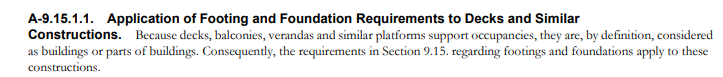 A-9.15.1.1. Application of Footing and Foundation Requirements to Decks and Similar
Constructions. Because decks, balconies, verandas and similar platforms support occupancies, they are, by definition, considered
as buildings or parts of buildings. Consequently, the requirements in Section 9.15. regarding footings and foundations apply to these
constructions.